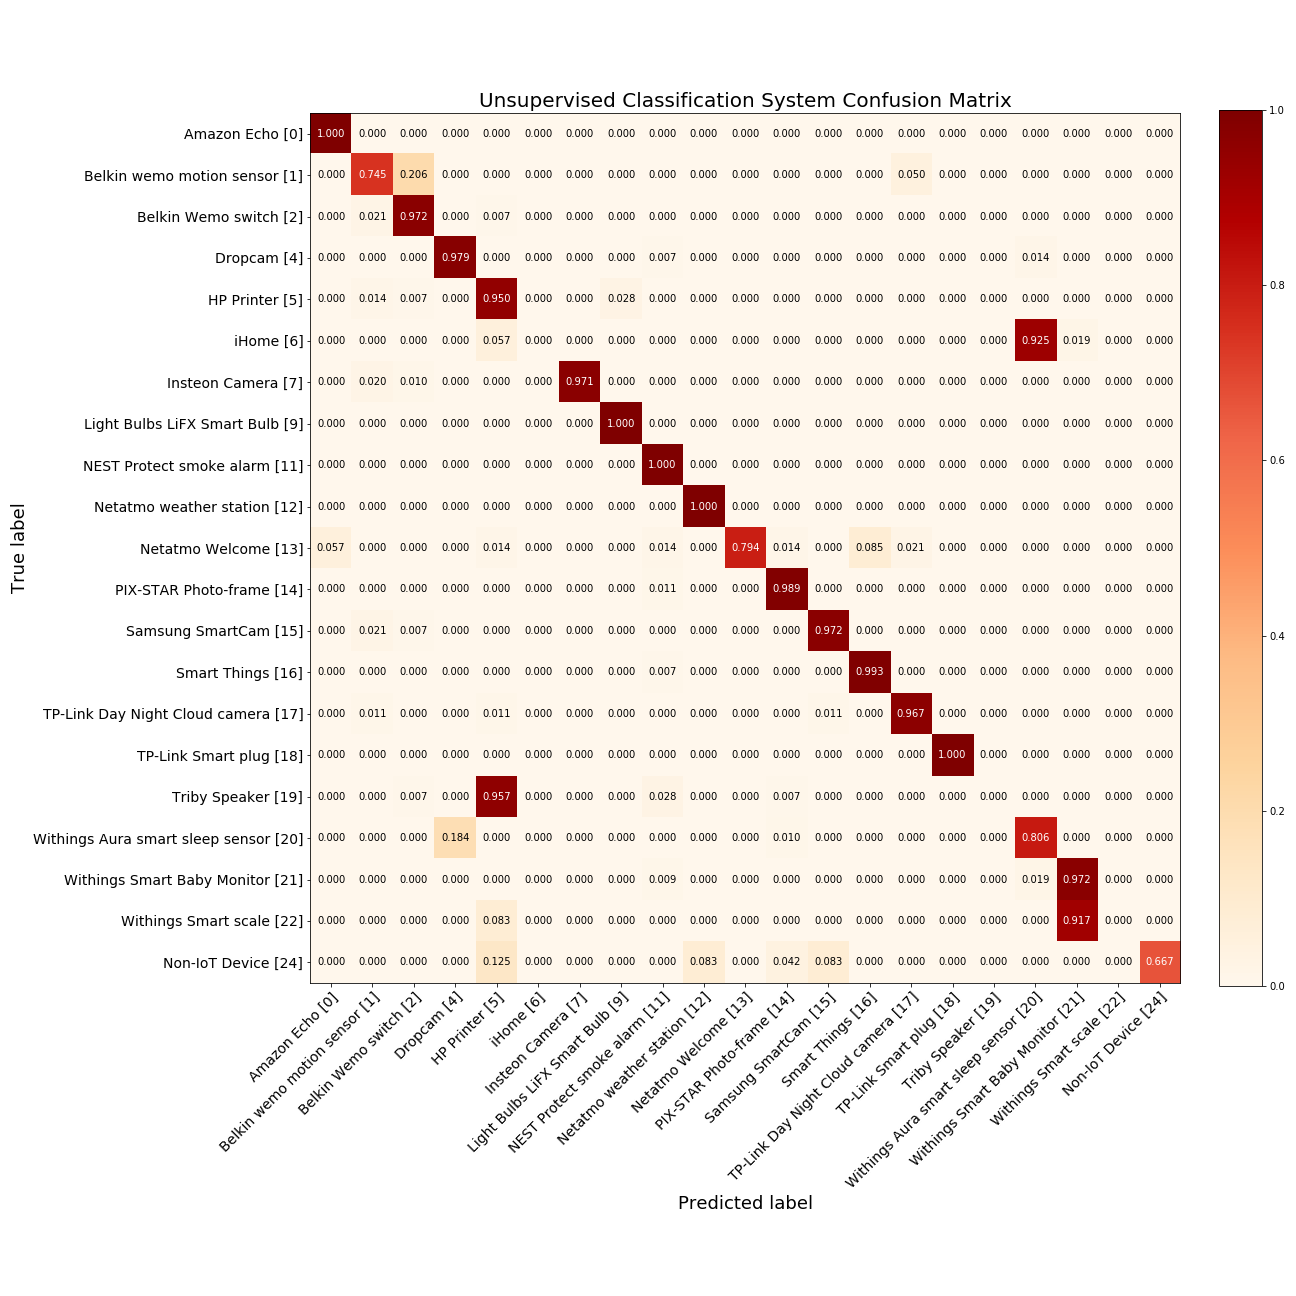 Unsupervised Classification System Confusion Matrix
True label
Amazon Echo [0] 1.000 0.000 0.000 0.000 0.000 0.000 0.000 0.000 0.000 0.000 0.000 0.000 0.000 0.000 0.000 0.000 0.000 0.000 0.000 0.000 0.000
Belkin wemo motion sensor [1] 0.000 0.745 0.206 0.000 0.000 0.000 0.000 0.000 0.000 0.000 0.000 0.000 0.000 0.000 0.050 0.000 0.000 0.000 0.000 0.000 0.000
Belkin Wemo switch [2] 0.000 0.021 0.972 0.000 0.007 0.000 0.000 0.000 0.000 0.000 0.000 0.000 0.000 0.000 0.000 0.000 0.000 0.000 0.000 0.000 0.000
Dropcam [4] 0.000 0.000 0.000 0.979 0.000 0.000 0.000 0.000 0.007 0.000 0.000 0.000 0.000 0.000 0.000 0.000 0.000 0.014 0.000 0.000 0.000
HP Printer [5] 0.000 0.014 0.007 0.000 0.950 0.000 0.000 0.028 0.000 0.000 0.000 0.000 0.000 0.000 0.000 0.000 0.000 0.000 0.000 0.000 0.000
iHome [6] 0.000 0.000 0.000 0.000 0.057 0.000 0.000 0.000 0.000 0.000 0.000 0.000 0.000 0.000 0.000 0.000 0.000 0.925 0.019 0.000 0.000
Insteon Camera [7] 0.000 0.020 0.010 0.000 0.000 0.000 0.971 0.000 0.000 0.000 0.000 0.000 0.000 0.000 0.000 0.000 0.000 0.000 0.000 0.000 0.000
Light Bulbs LiFX Smart Bulb [9] 0.000 0.000 0.000 0.000 0.000 0.000 0.000 1.000 0.000 0.000 0.000 0.000 0.000 0.000 0.000 0.000 0.000 0.000 0.000 0.000 0.000
NEST Protect smoke alarm [11] 0.000 0.000 0.000 0.000 0.000 0.000 0.000 0.000 1.000 0.000 0.000 0.000 0.000 0.000 0.000 0.000 0.000 0.000 0.000 0.000 0.000
Netatmo weather station [12] 0.000 0.000 0.000 0.000 0.000 0.000 0.000 0.000 0.000 1.000 0.000 0.000 0.000 0.000 0.000 0.000 0.000 0.000 0.000 0.000 0.000
Netatmo Welcome [13] 0.057 0.000 0.000 0.000 0.014 0.000 0.000 0.000 0.014 0.000 0.794 0.014 0.000 0.085 0.021 0.000 0.000 0.000 0.000 0.000 0.000
PIX-STAR Photo-frame [14] 0.000 0.000 0.000 0.000 0.000 0.000 0.000 0.000 0.011 0.000 0.000 0.989 0.000 0.000 0.000 0.000 0.000 0.000 0.000 0.000 0.000
Samsung SmartCam [15] 0.000 0.021 0.007 0.000 0.000 0.000 0.000 0.000 0.000 0.000 0.000 0.000 0.972 0.000 0.000 0.000 0.000 0.000 0.000 0.000 0.000
Smart Things [16] 0.000 0.000 0.000 0.000 0.000 0.000 0.000 0.000 0.007 0.000 0.000 0.000 0.000 0.993 0.000 0.000 0.000 0.000 0.000 0.000 0.000
TP-Link Day Night Cloud camera [17] 0.000 0.011 0.000 0.000 0.011 0.000 0.000 0.000 0.000 0.000 0.000 0.000 0.011 0.000 0.967 0.000 0.000 0.000 0.000 0.000 0.000
TP-Link Smart plug [18] 0.000 0.000 0.000 0.000 0.000 0.000 0.000 0.000 0.000 0.000 0.000 0.000 0.000 0.000 0.000 1.000 0.000 0.000 0.000 0.000 0.000
Triby Speaker [19] 0.000 0.000 0.007 0.000 0.957 0.000 0.000 0.000 0.028 0.000 0.000 0.007 0.000 0.000 0.000 0.000 0.000 0.000 0.000 0.000 0.000
Withings Aura smart sleep sensor [20] 0.000 0.000 0.000 0.184 0.000 0.000 0.000 0.000 0.000 0.000 0.000 0.010 0.000 0.000 0.000 0.000 0.000 0.806 0.000 0.000 0.000
Withings Smart Baby Monitor [21] 0.000 0.000 0.000 0.000 0.000 0.000 0.000 0.000 0.009 0.000 0.000 0.000 0.000 0.000 0.000 0.000 0.000 0.019 0.972 0.000 0.000
Withings Smart scale [22] 0.000 0.000 0.000 0.000 0.083 0.000 0.000 0.000 0.000 0.000 0.000 0.000 0.000 0.000 0.000 0.000 0.000 0.000 0.917 0.000 0.000
Non-IoT Device [24] 0.000 0.000 0.000 0.000 0.125 0.000 0.000 0.000 0.000 0.083 0.000 0.042 0.083 0.000 0.000 0.000 0.000 0.000 0.000 0.000 0.667
Amazon Echo [0]
Belkin wemo motion sensor [1]
Belkin Wemo switch [2]
Dropcam [4]
HP Printer [5]
iHome [6]
Insteon Camera [7]
Light Bulbs LiFX Smart Bulb [9]
NEST Protect smoke alarm [11]
Netatmo weather station [12]
Netatmo Welcome [13]
PIX-STAR Photo-frame [14]
Samsung SmartCam [15]
Smart Things [16]
TP-Link Day Night Cloud camera [17]
TP-Link Smart plug [18]
Triby Speaker [19]
Withings Aura smart sleep sensor [20]
Withings Smart Baby Monitor [21]
Withings Smart scale [22]
Non-IoT Device [24]
Predicted label
1.0
0.8
0.6
0.4
0.2
0.0